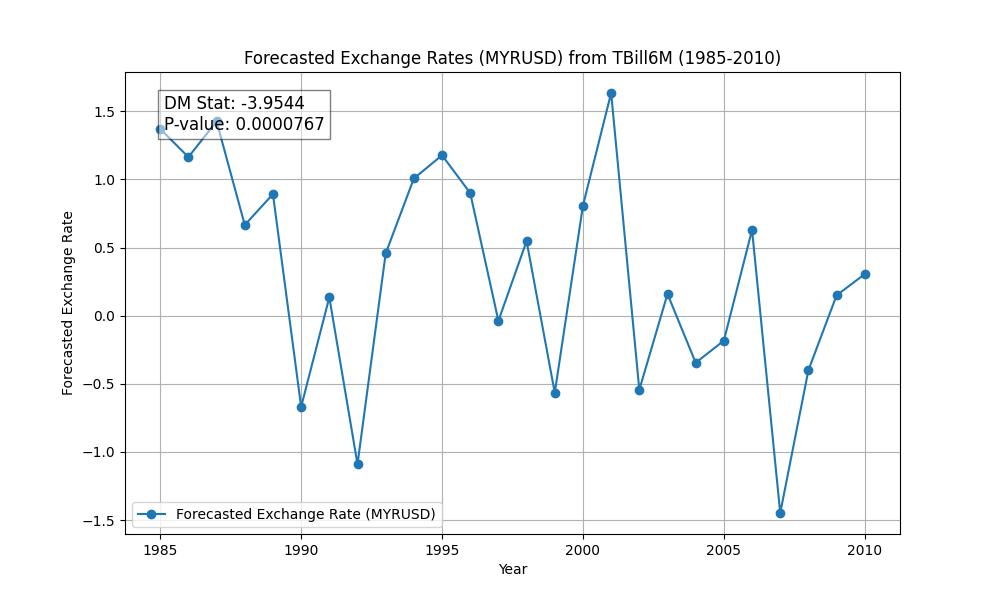 Forecasted Exchange Rates (MYRUSD) from TBill6M (1985-2010)
DM Stat: -3.9544
P-value: 0.0000767
Forecasted Exchange Rate
1.5
1.0
0.5
0.0
−0.5
−1.0
−1.5
Forecasted Exchange Rate (MYRUSD)
1985 1990 1995 2000 2005 2010
Year